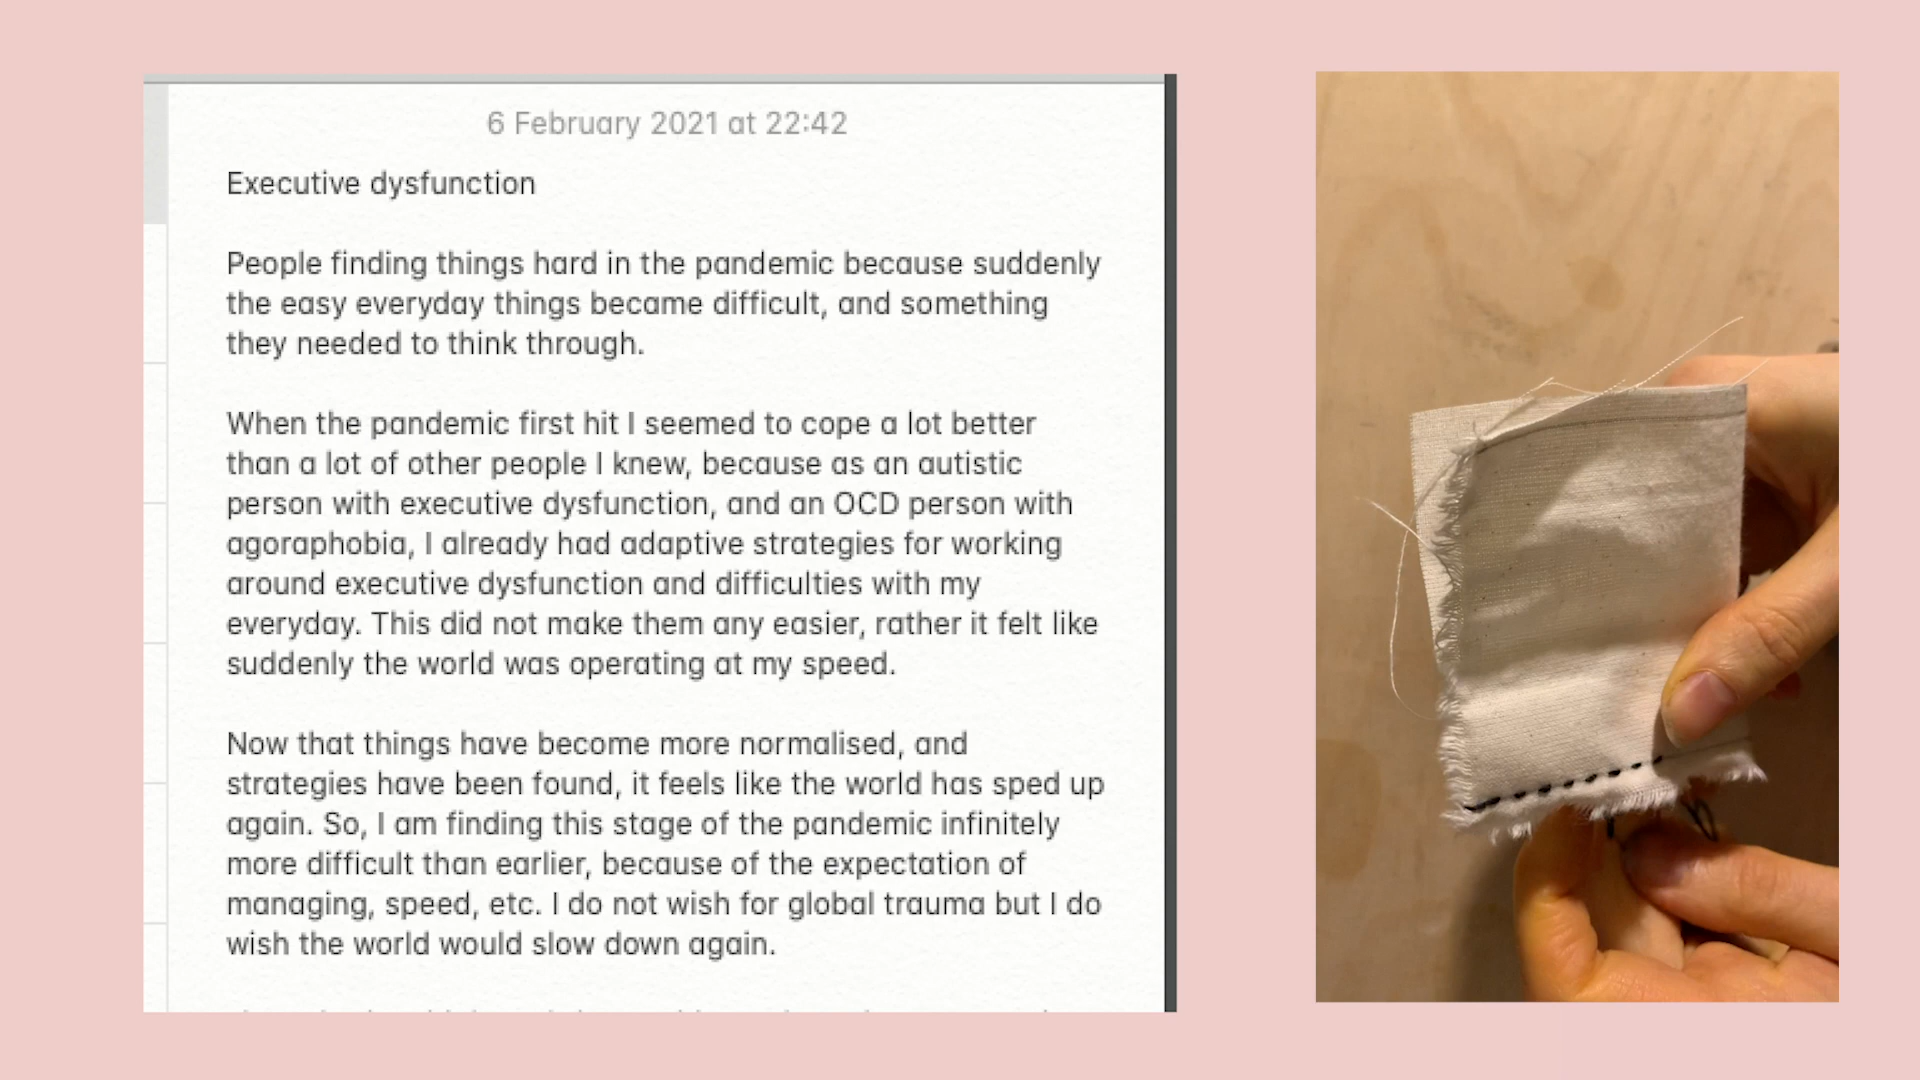 6 February 2021 at 22:42
Executive dysfunction
People finding things hard in the pandemic because suddenly
the easy everyday things became difficult, and something
they needed to think through.
When the pandemic first hit I seemed to cope a lot better
than a lot of other people I knew, because as an autistic
person with executive dysfunction, and an OCD person with
agoraphobia, I already had adaptive strategies for working
around executive dysfunction and difficulties with my
everyday. This did not make them any easier, rather it felt like
suddenly the world was operating at my speed.
Now that things have become more normalised, and
strategies have been found, it feels like the world has sped up
again. So, I am finding this stage of the pandemic infinitely
more difficult than earlier, because of the expectation of
managing, speed, etc. I do not wish for global trauma but I do
wish the world would slow down again.